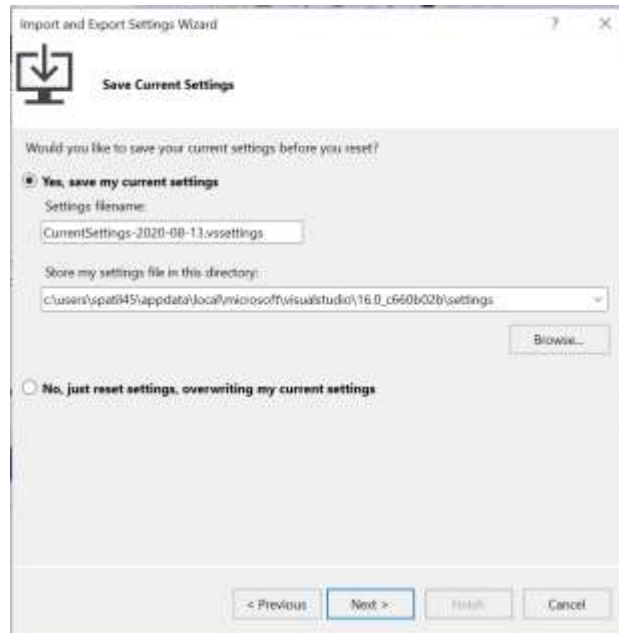 Import and Export Settings Wizard
Save Current Settings
Would you like to save your current settings before you reset?
Yes, save my current settings
Settings filename:
CurrentSettings-2020-08-13.vssettings
Store my settings file in this directory:
c:\users\spatil45\appdata\local\microsoft\visualstudio\16.0_c660b02b\settings
Browse...
No, just reset settings, overwriting my current settings
< Previous Next > Finish Cancel